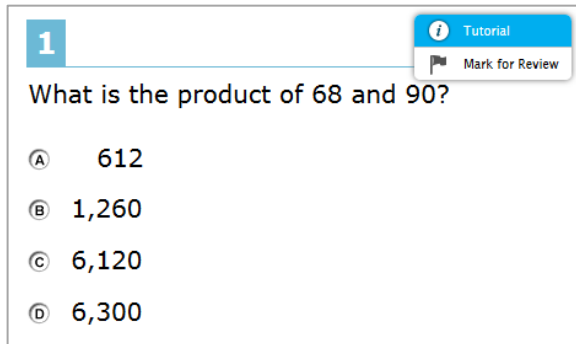 1
Tutorial
Mark for Review
What is the product of 68 and 90?
A 612
B 1,260
C 6,120
D 6,300